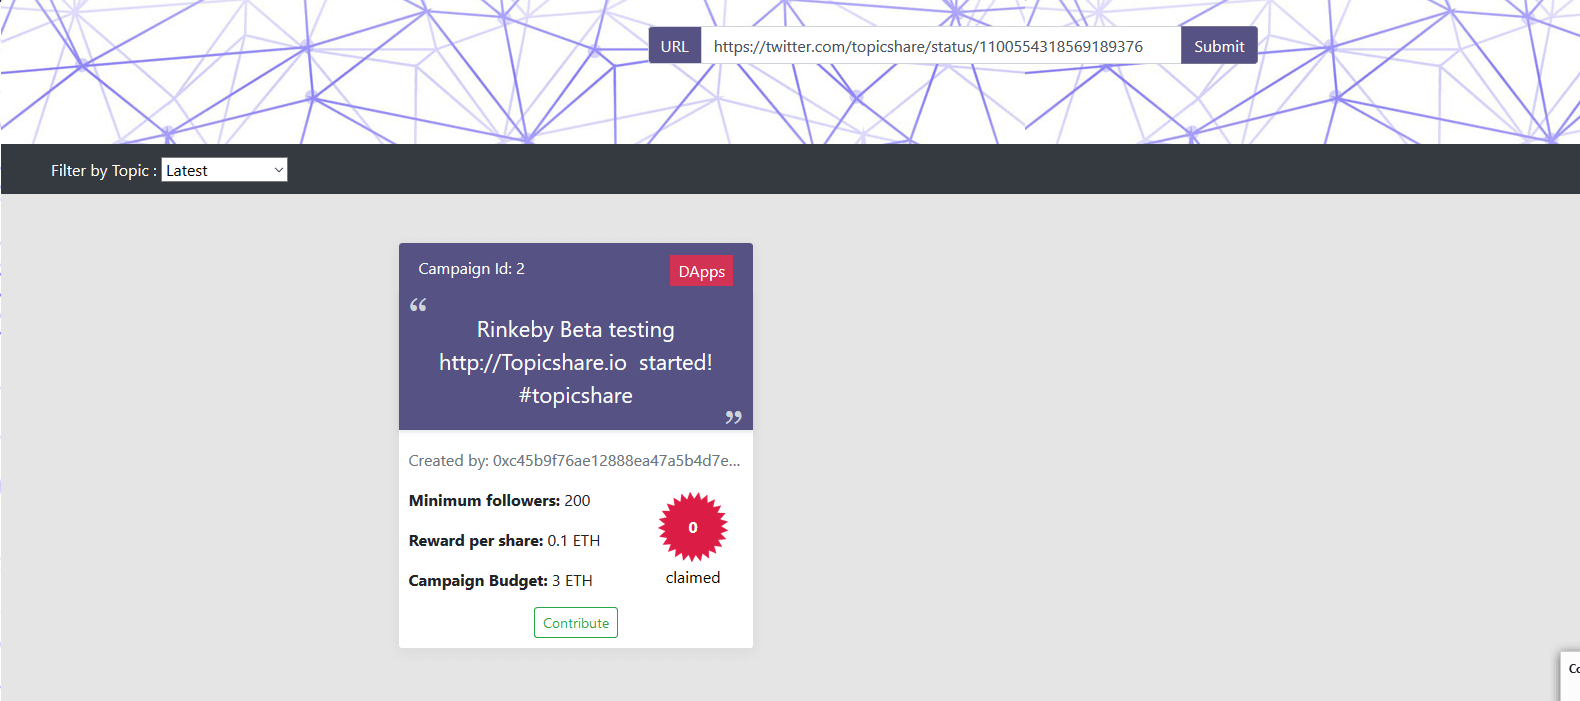 URL https://twitter.com/topicshare/status/1100554318569189376 Submit
Filter by Topic : Latest
Campaign Id: 2 DApps
“
Rinkeby Beta testing
http://Topicshare.io started!
#topicshare
”
Created by: 0xc45b9f76ae12888ea47a5b4d7e...
Minimum followers: 200
0
Reward per share: 0.1 ETH
claimed
Campaign Budget: 3 ETH
Contribute